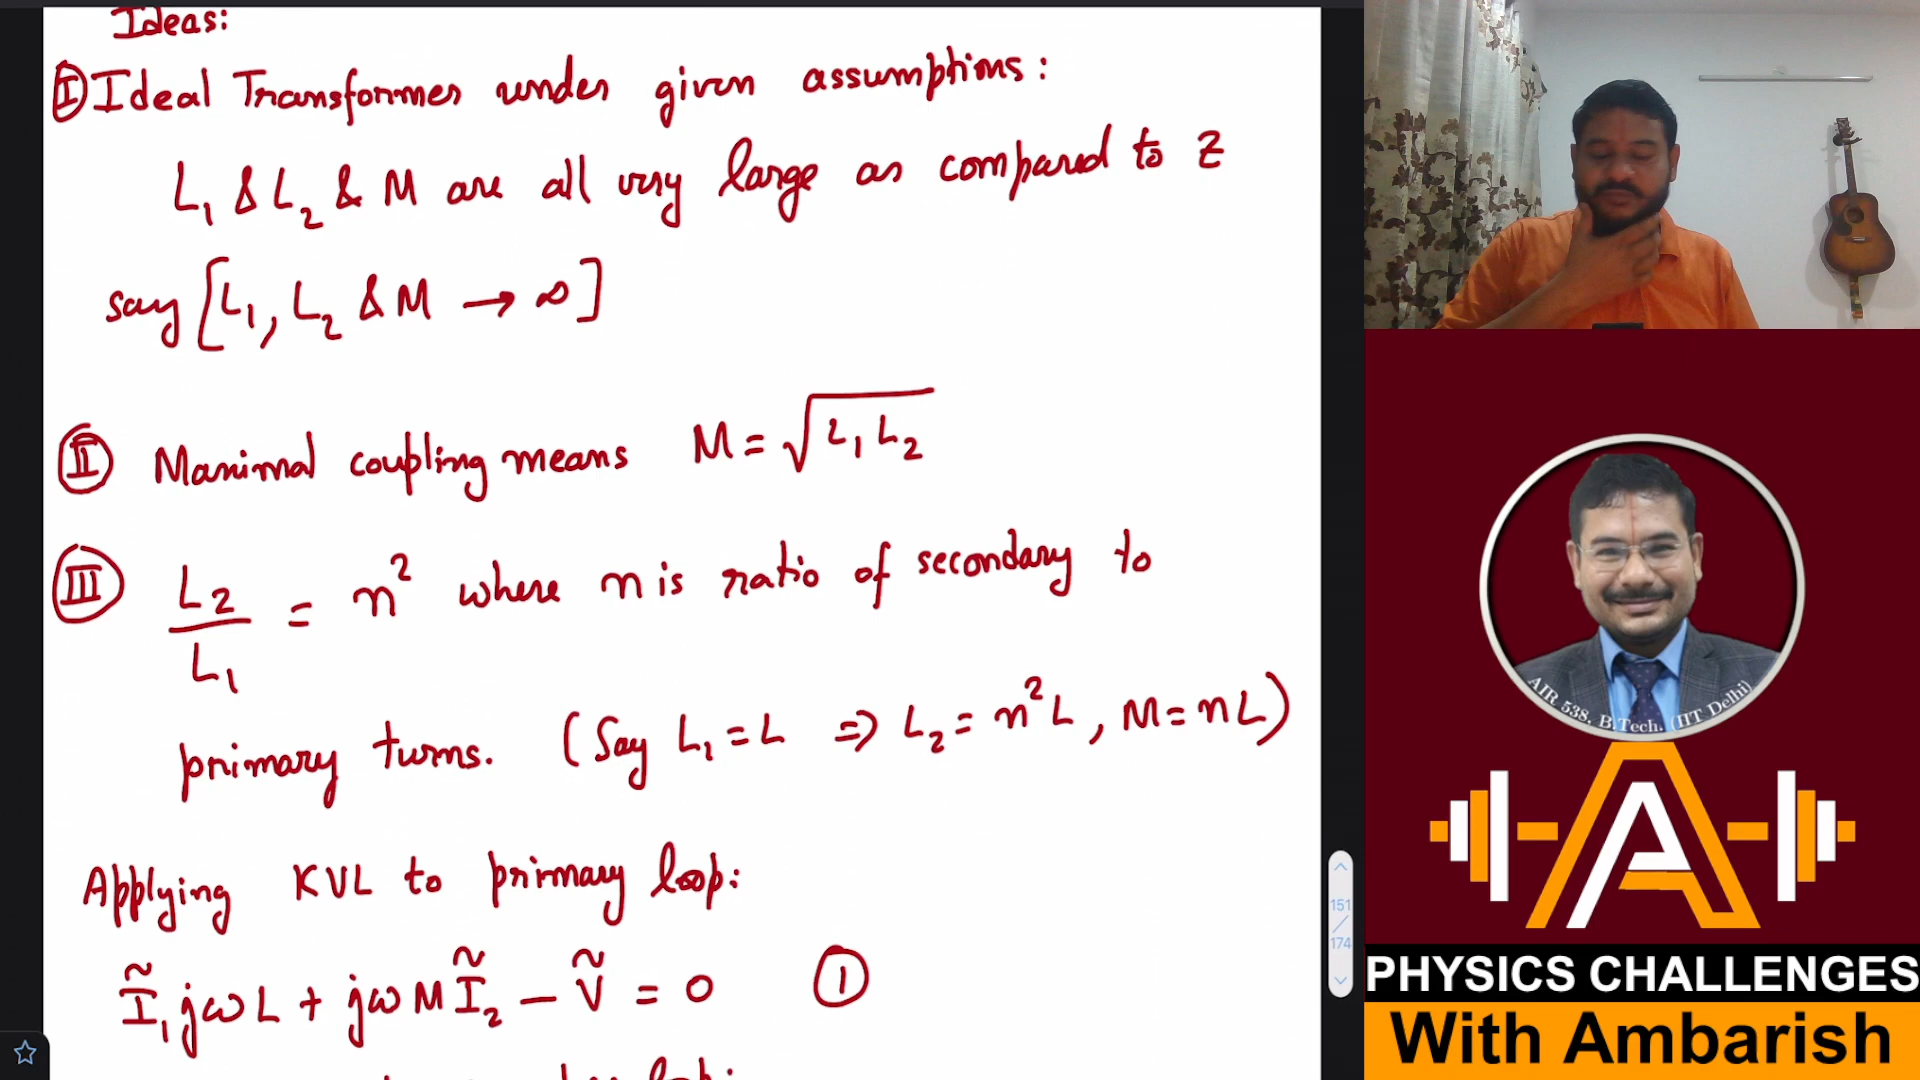 Ideas:
I Ideal Transformer under given assumptions:
L₁ & L₂ & M are all very large as compared to Z
say [L₁, L₂ & M → ∞]
II Maximal coupling means M = √L₁L₂
III L₂/L₁ = n² where n is ratio of secondary to
primary turns. (Say L₁ = L ⇒ L₂ = n²L, M = nL)
Applying KVL to primary loop:
Ĩ₁jωL + jωMĨ₂ − Ṽ = 0 ①
loop:
151
/
174
AIR 538, B.Tech. (IIT Delhi)
A
PHYSICS CHALLENGES
With Ambarish